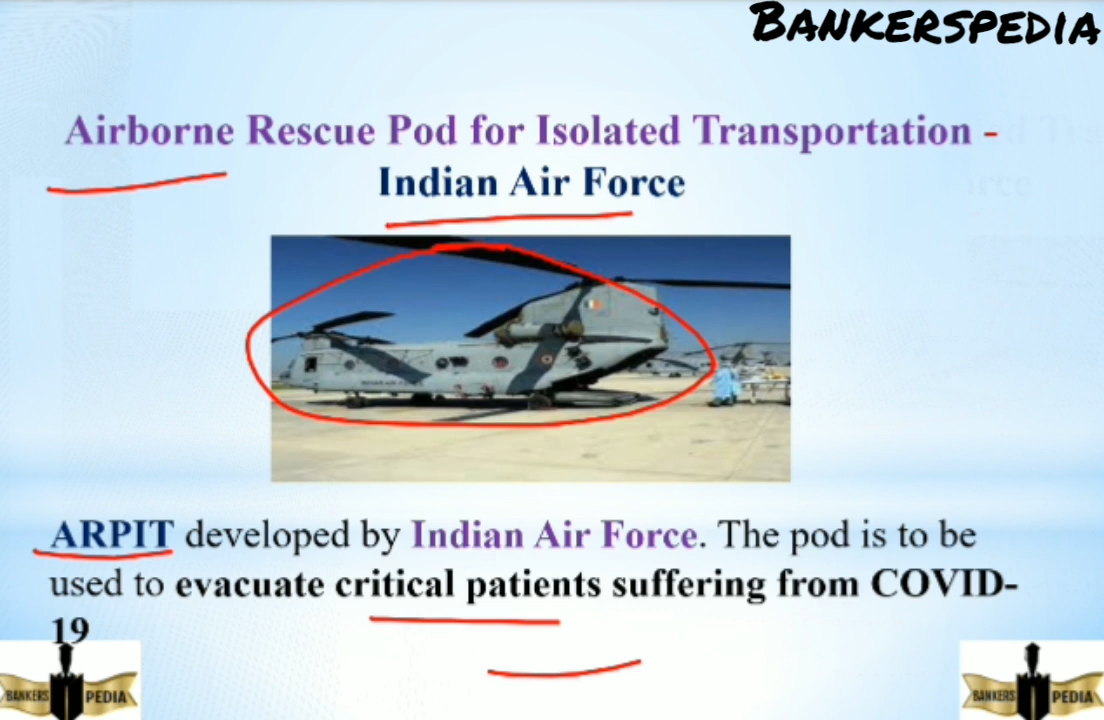 BANKERSPEDIA
Airborne Rescue Pod for Isolated Transportation -
Indian Air Force
ARPIT developed by Indian Air Force. The pod is to be
used to evacuate critical patients suffering from COVID-
19
BANKERS PEDIA
BANKERS PEDIA